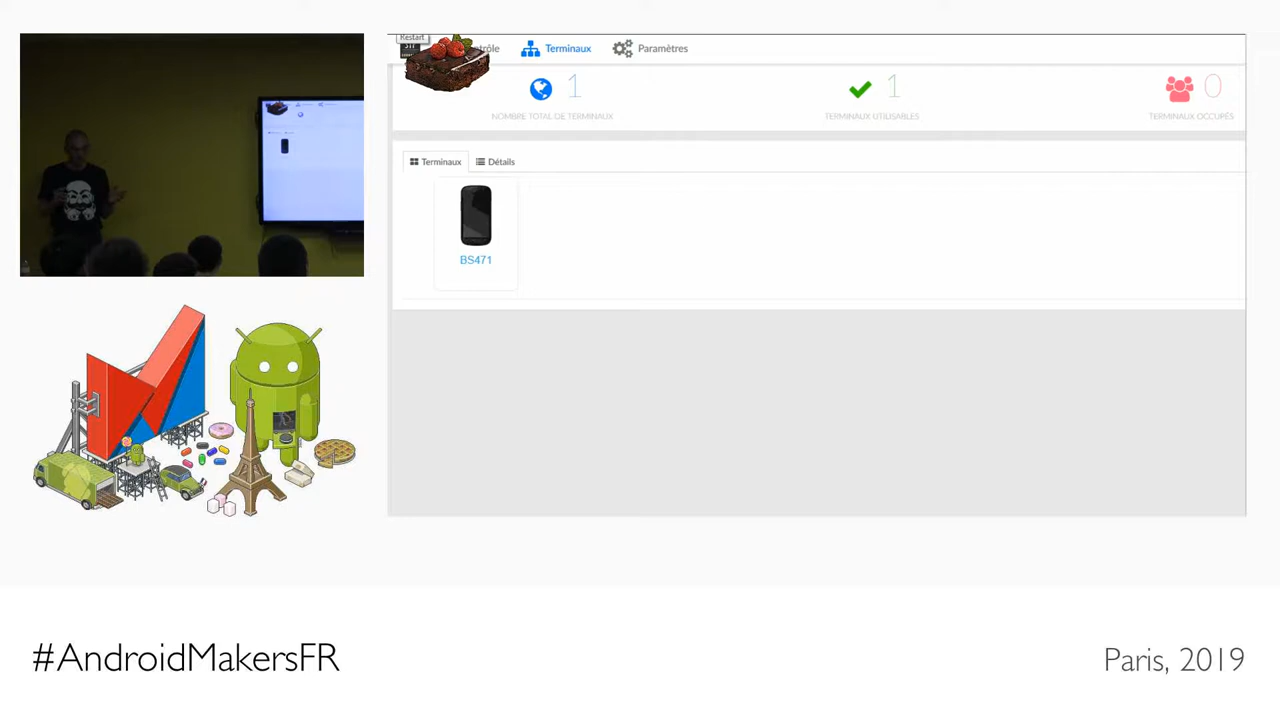 Restart
trôle
Terminaux
Paramètres
1
NOMBRE TOTAL DE TERMINAUX
1
TERMINAUX UTILISABLES
0
TERMINAUX OCCUPÉS
Terminaux
Détails
BS471
#AndroidMakersFR
Paris, 2019